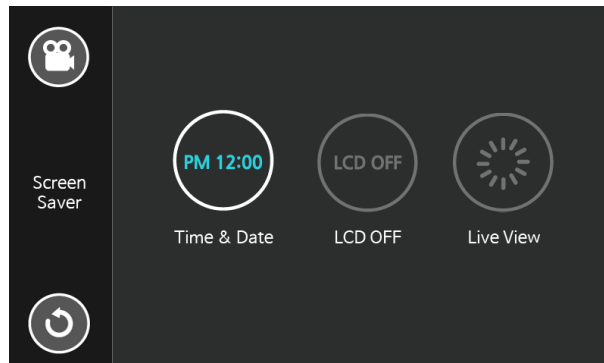 Screen
Saver
PM 12:00
LCD OFF
Time & Date
LCD OFF
Live View